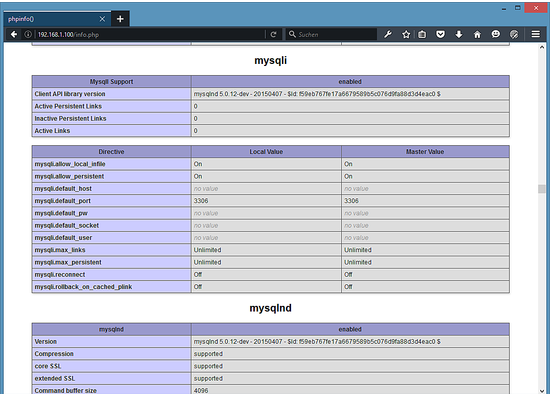 phpinfo()
192.168.1.100/info.php
Suchen
mysqli
MysqlI Support enabled
Client API library version mysqlnd 5.0.12-dev - 20150407 - $Id: f59eb767fe17a6679589b5c076d9fa88d3d4eac0 $
Active Persistent Links 0
Inactive Persistent Links 0
Active Links 0
Directive Local Value Master Value
mysqli.allow_local_infile On On
mysqli.allow_persistent On On
mysqli.default_host no value no value
mysqli.default_port 3306 3306
mysqli.default_pw no value no value
mysqli.default_socket no value no value
mysqli.default_user no value no value
mysqli.max_links Unlimited Unlimited
mysqli.max_persistent Unlimited Unlimited
mysqli.reconnect Off Off
mysqli.rollback_on_cached_plink Off Off
mysqlnd
mysqlnd enabled
Version mysqlnd 5.0.12-dev - 20150407 - $Id: f59eb767fe17a6679589b5c076d9fa88d3d4eac0 $
Compression supported
core SSL supported
extended SSL supported
Command buffer size 4096